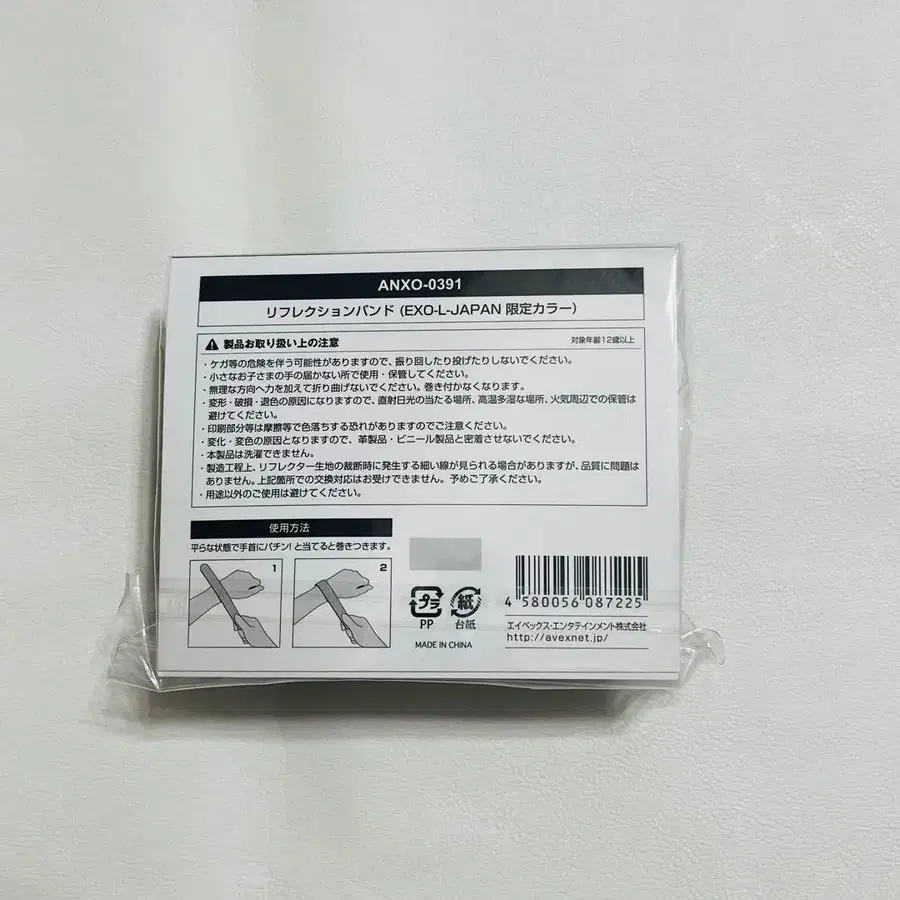 ANXO-0391
リフレクションバンド (EXO-L-JAPAN 限定カラー)
製品お取り扱い上の注意
対象年齢12歳以上
・ケガ等の危険を伴う可能性がありますので、振り回したり投げたりしないでください。
・小さなお子さまの手の届かない所で使用・保管してください。
・無理な方向へ力を加えて折り曲げないでください。巻き付かなくなります。
・変形・破損・退色の原因になりますので、直射日光の当たる場所、高温多湿な場所、火気周辺での保管は
避けてください。
・印刷部分等は摩擦等で色落ちする恐れがありますのでご注意ください。
・変化・変色の原因となりますので、革製品・ビニール製品と密着させないでください。
・本製品は洗濯できません。
・製造工程上、リフレクター生地の裁断時に発生する細い線が見られる場合がありますが、品質に問題は
ありません。上記箇所での交換対応はお受けできません。予めご了承ください。
・用途以外のご使用は避けてください。
使用方法
平らな状態で手首にパチン!と当てると巻きつきます。
1
2
プラ
PP
紙
台紙
MADE IN CHINA
4 580056 087225
エイベックス・エンタテインメント株式会社
http://avexnet.jp/